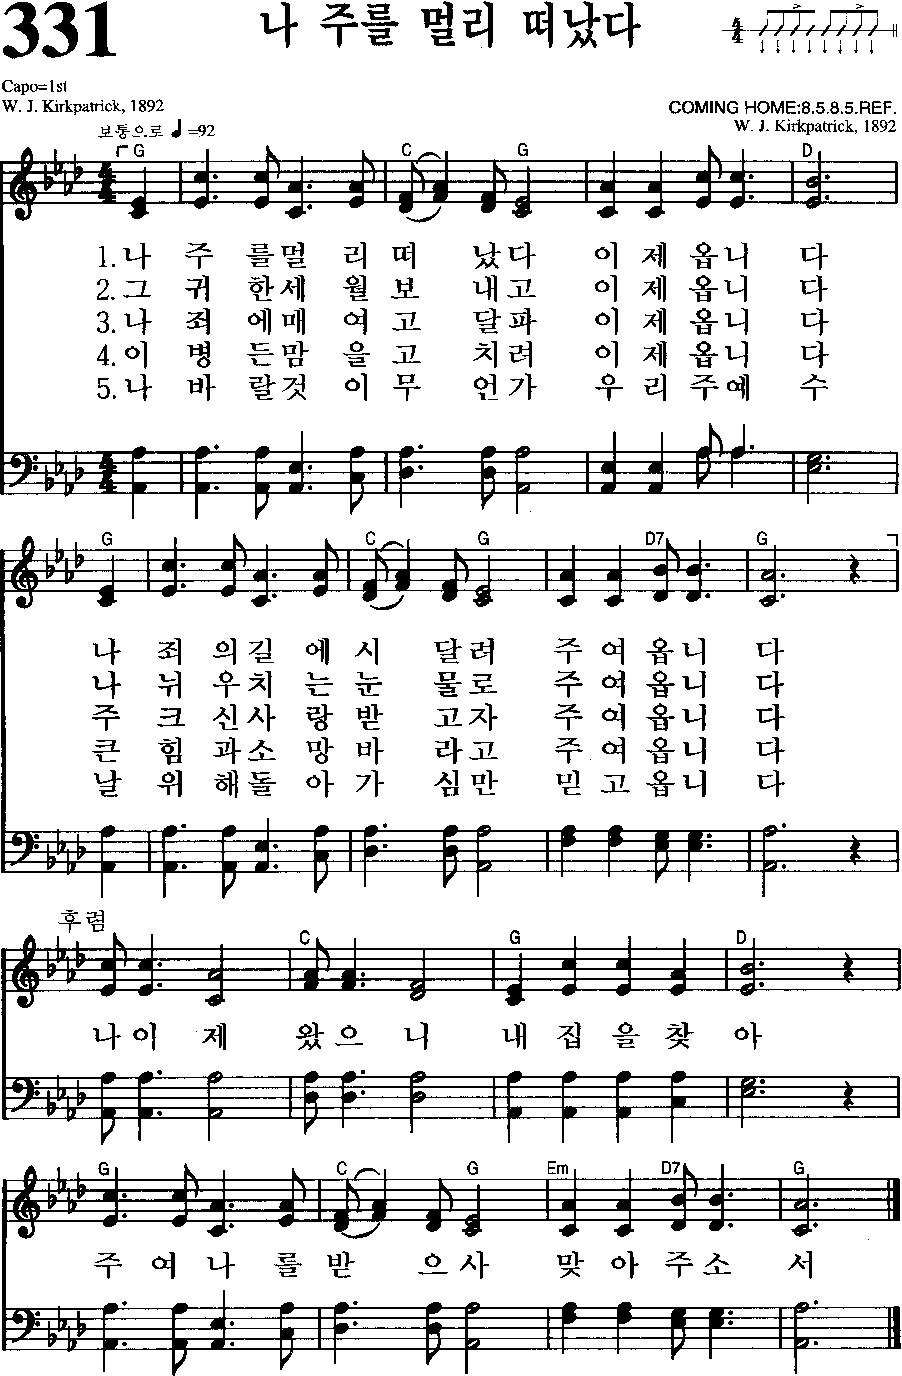 331 나 주를 멀리 떠났다
Capo=1st
W. J. Kirkpatrick, 1892
COMING HOME:8.5.8.5.REF.
W. J. Kirkpatrick, 1892
보통으로 ♩=92
G C G D
1. 나 주 를멀 리 떠 났다 이 제 옵니 다
2. 그 귀 한세 월 보 내고 이 제 옵니 다
3. 나 죄 에매 여 고 달파 이 제 옵니 다
4. 이 병 든맘 을 고 치려 이 제 옵니 다
5. 나 바 랄것 이 무 언가 우 리 주예 수
G C G D7 G
나 죄 의길 에 시 달려 주 여 옵니 다
나 뉘 우치 는 눈 물로 주 여 옵니 다
주 크 신사 랑 받 고자 주 여 옵니 다
큰 힘 과소 망 바 라고 주 여 옵니 다
날 위 해돌 아 가 심만 믿 고 옵니 다
후렴
C G D
나이 제 왔으 니 내 집 을 찾 아
G C G Em D7 G
주 여 나 를 받 으사 맞 아 주소 서